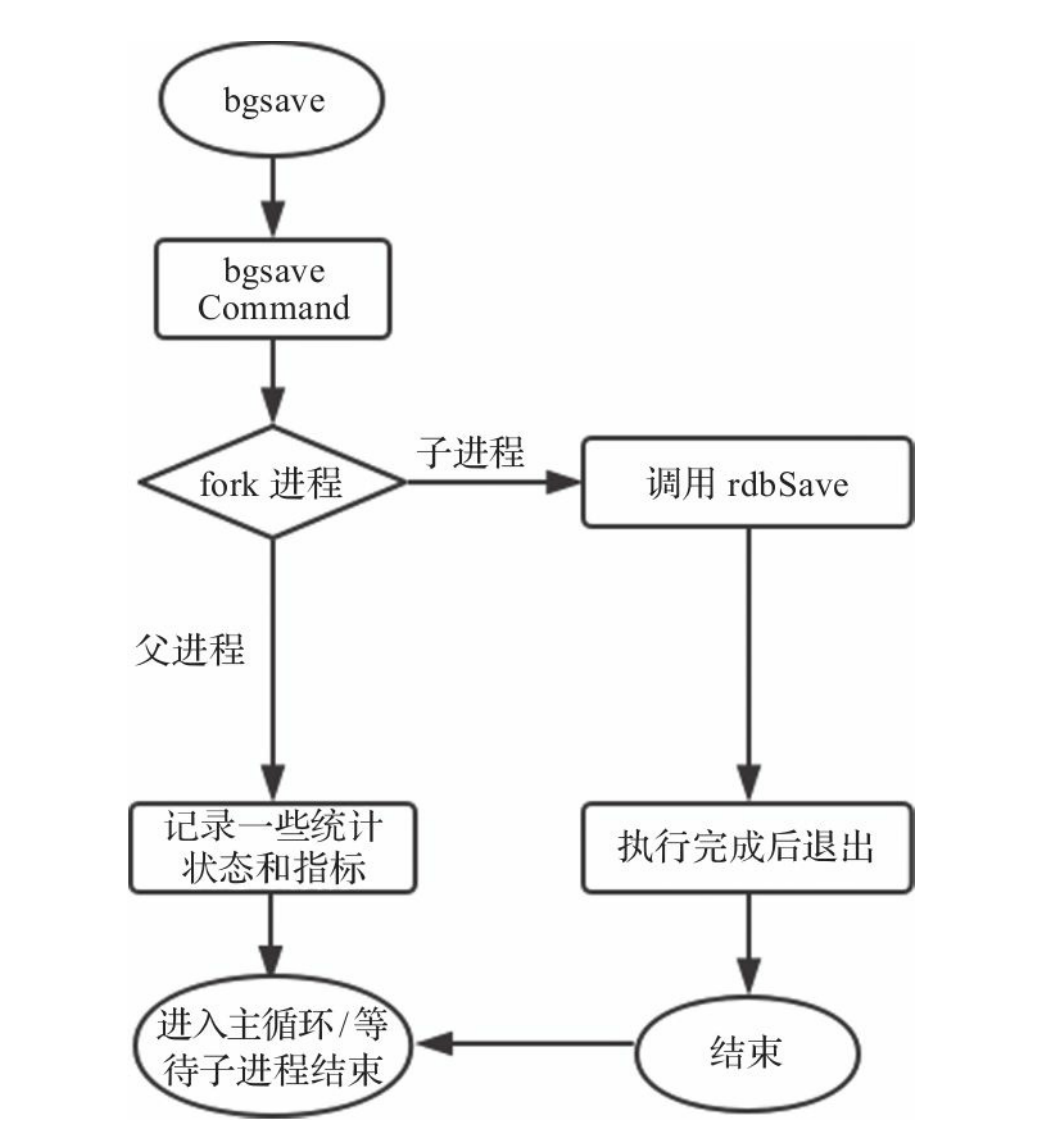 bgsave
bgsave
Command
fork 进程
子进程
调用 rdbSave
父进程
记录一些统计
状态和指标
执行完成后退出
进入主循环/等
待子进程结束
结束